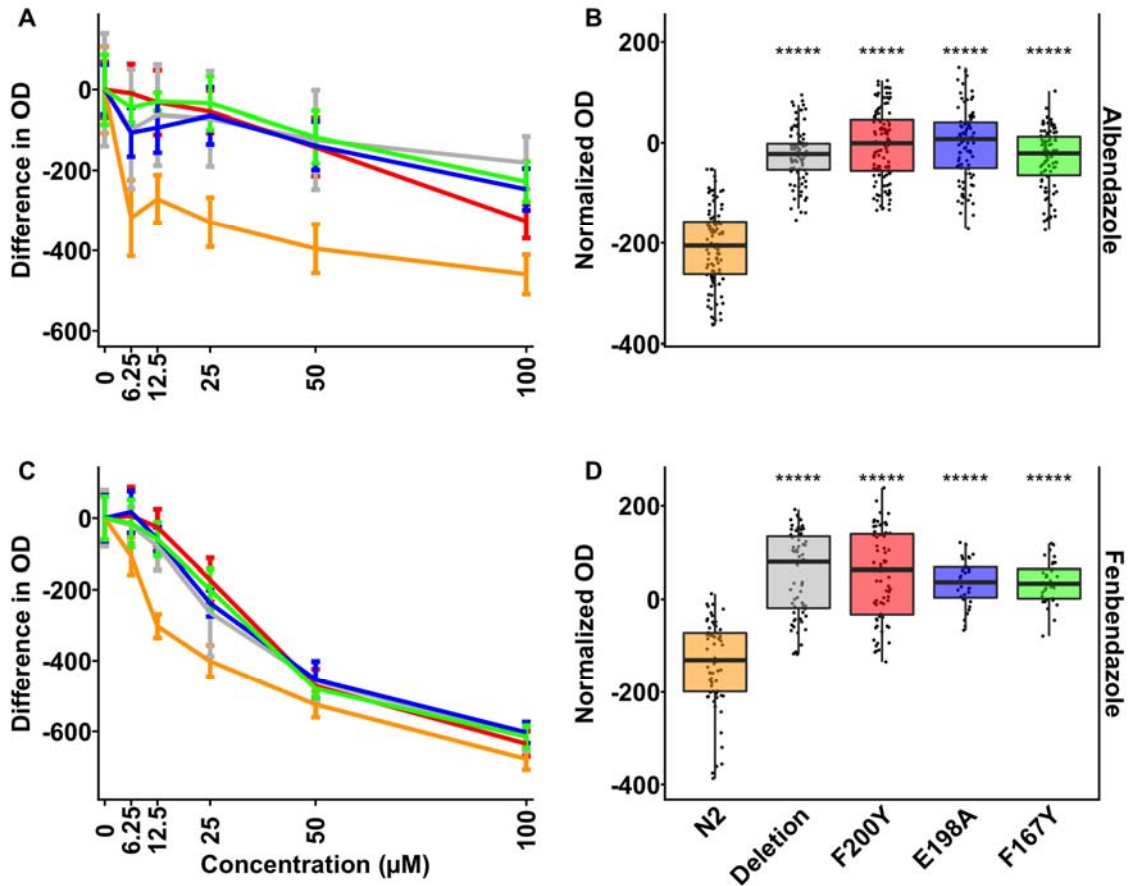 A
Difference in OD
0
-200
-400
-600
0
6.25
12.5
25
50
100
B
Normalized OD
200
0
-200
-400
*****
*****
*****
*****
Albendazole
C
Difference in OD
0
-200
-400
-600
0
6.25
12.5
25
50
100
Concentration (µM)
D
Normalized OD
200
0
-200
-400
*****
*****
*****
*****
N2
Deletion
F200Y
E198A
F167Y
Fenbendazole